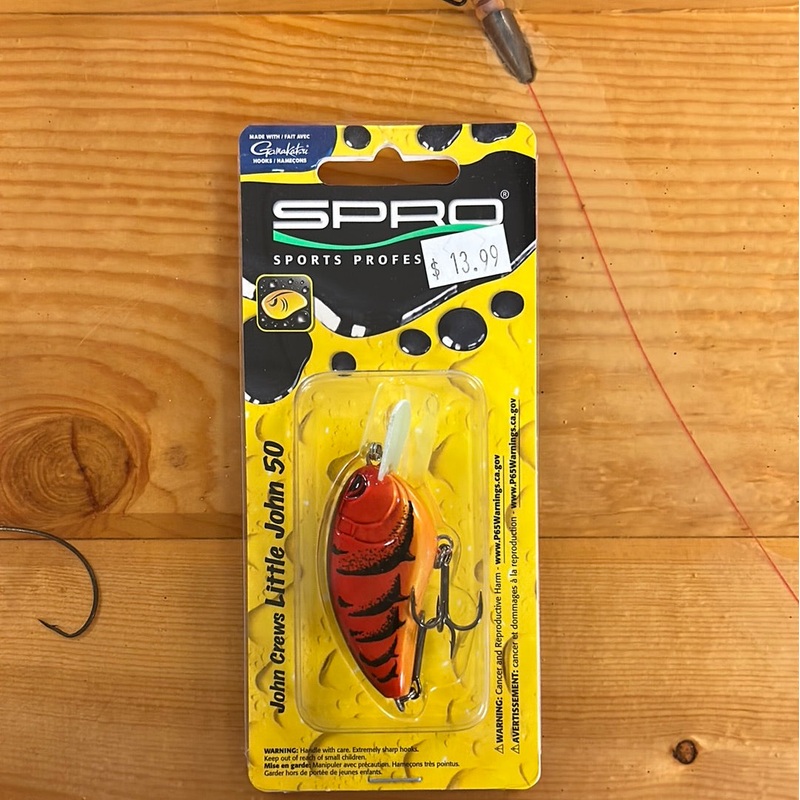 MADE WITH / FAIT AVEC
Gamakatsu
HOOKS / HAMEÇONS
SPRO®
SPORTS PROFES
$ 13.99
John Crews Little John 50
WARNING: Cancer and Reproductive Harm - www.P65Warnings.ca.gov
AVERTISSEMENT: cancer et dommages à la reproduction - www.P65Warnings.ca.gov
WARNING: Handle with care. Extremely sharp hooks.
Keep out of reach of small children.
Mise en garde: Manipuler avec précaution. Hameçons très pointus.
Garder hors de portée de jeunes enfants.